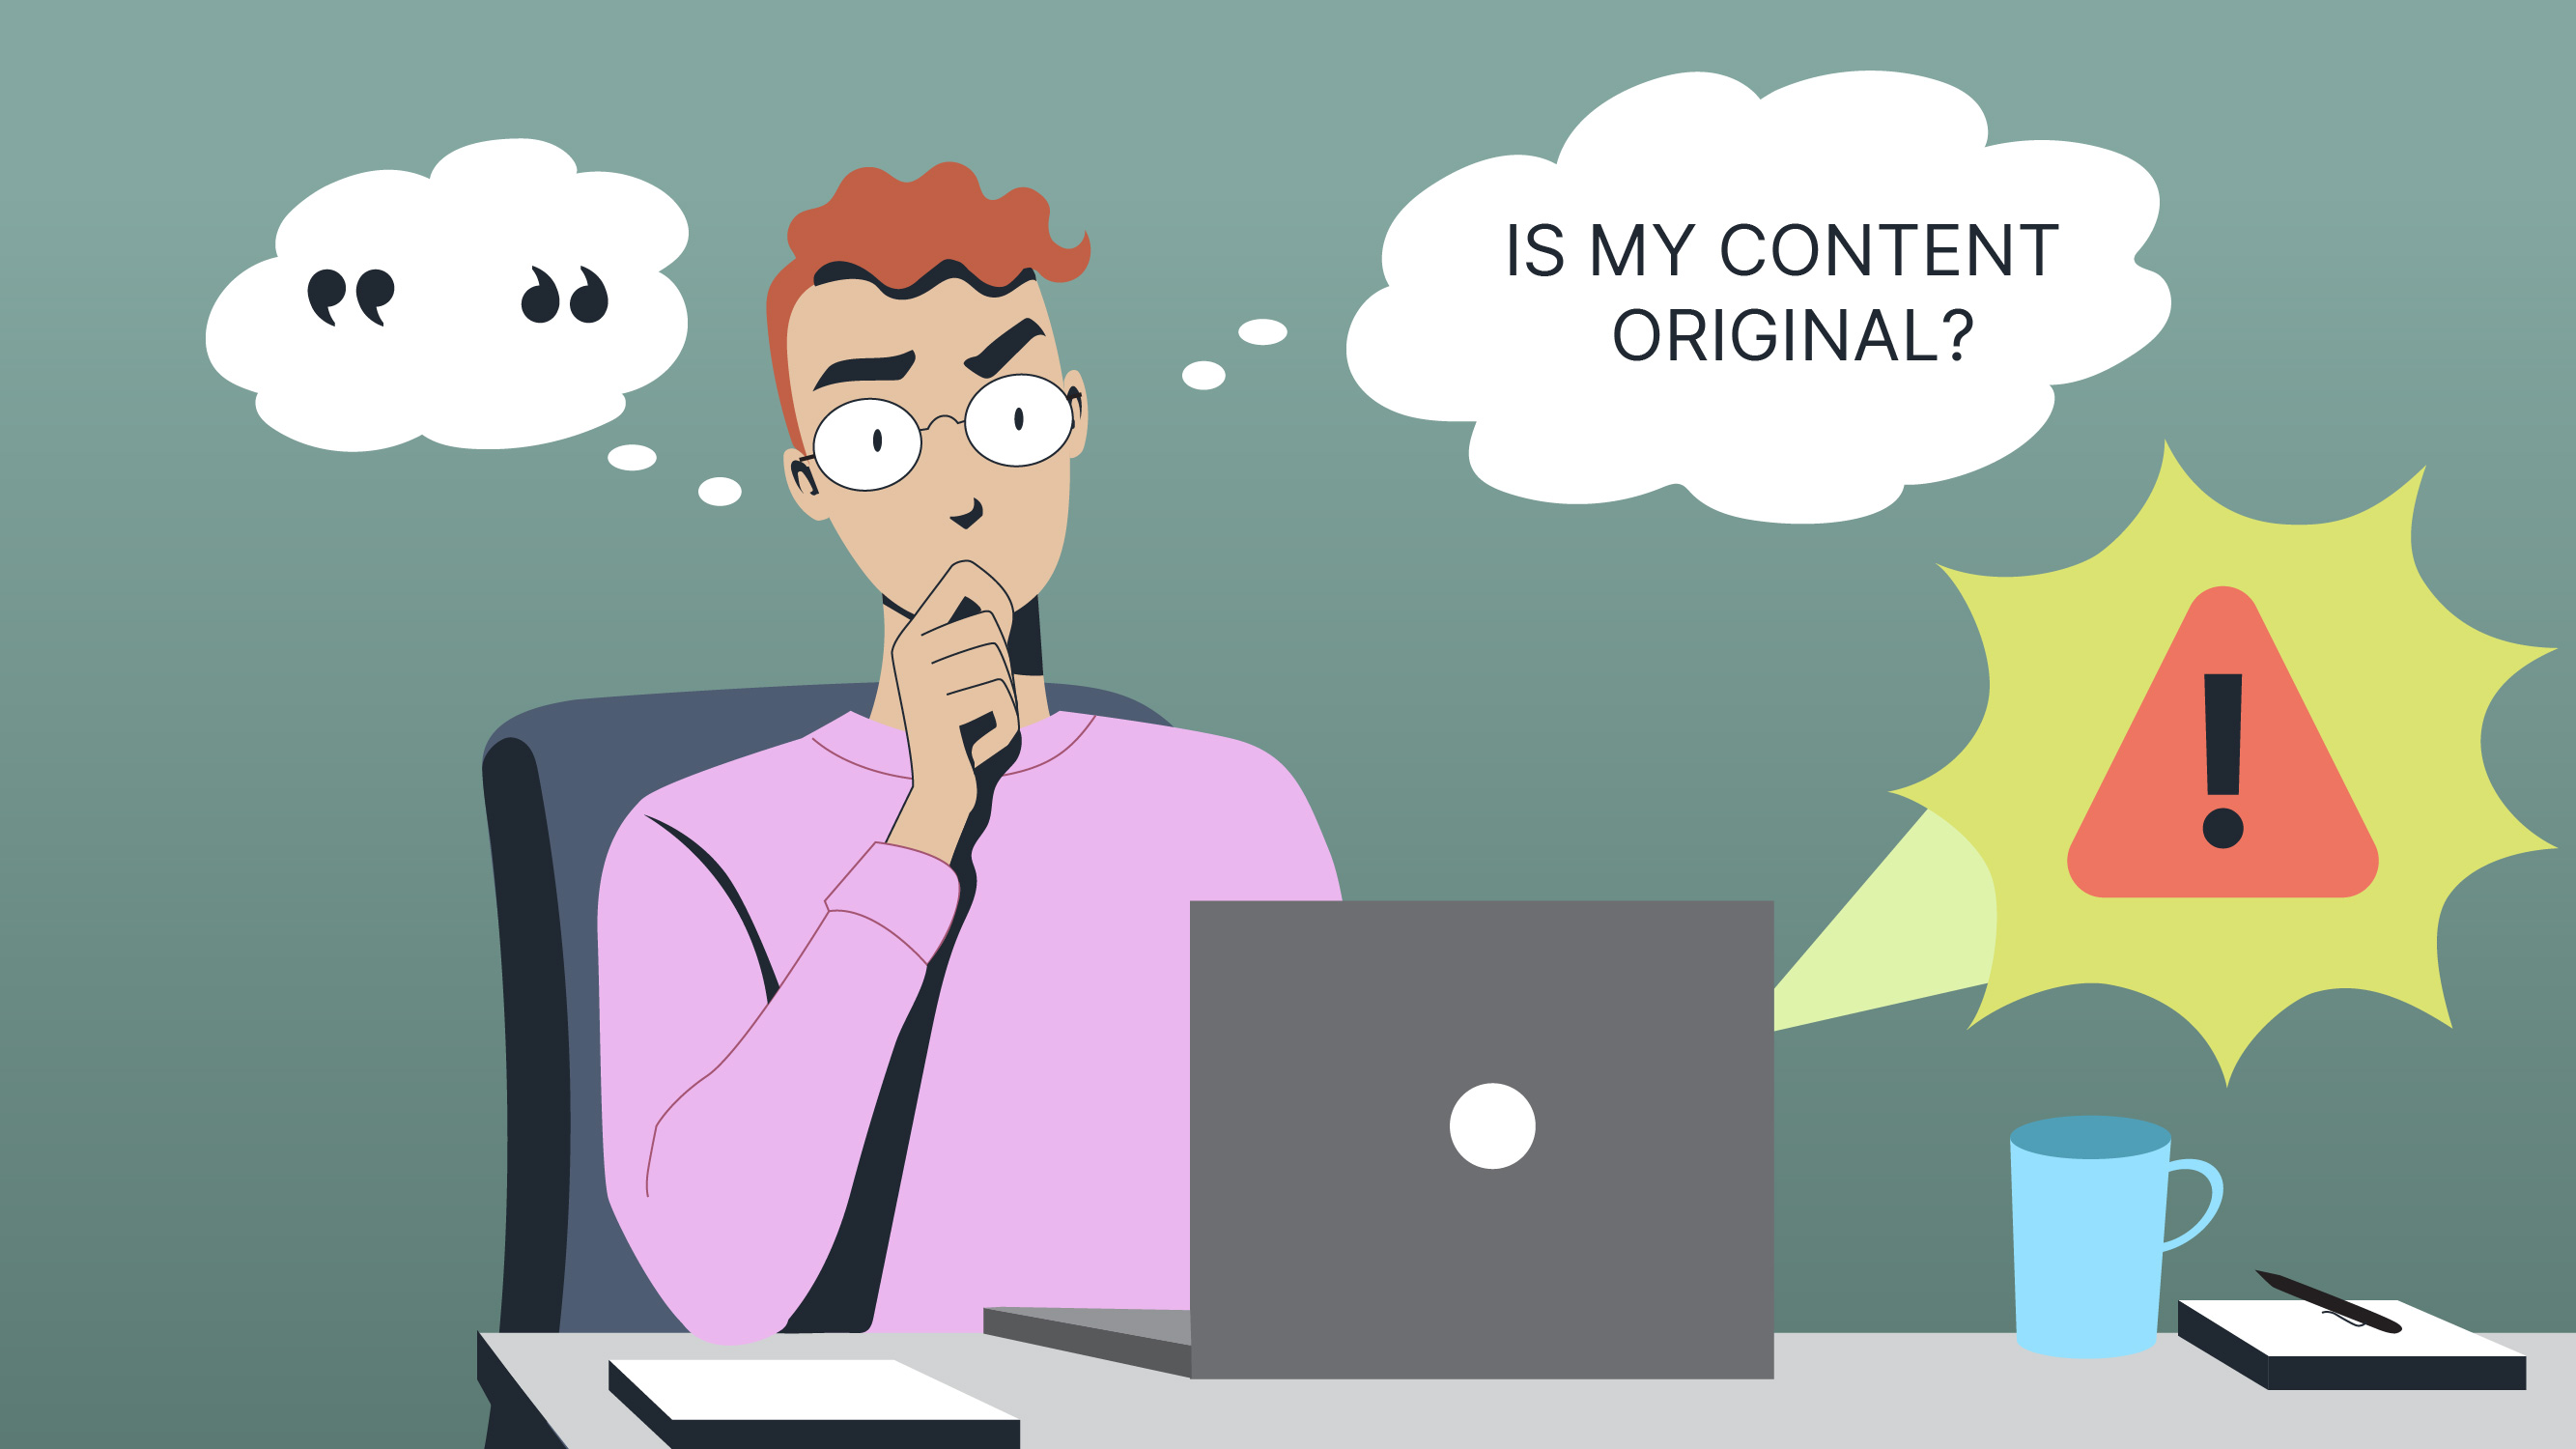 ” “
IS MY CONTENT
ORIGINAL?
!